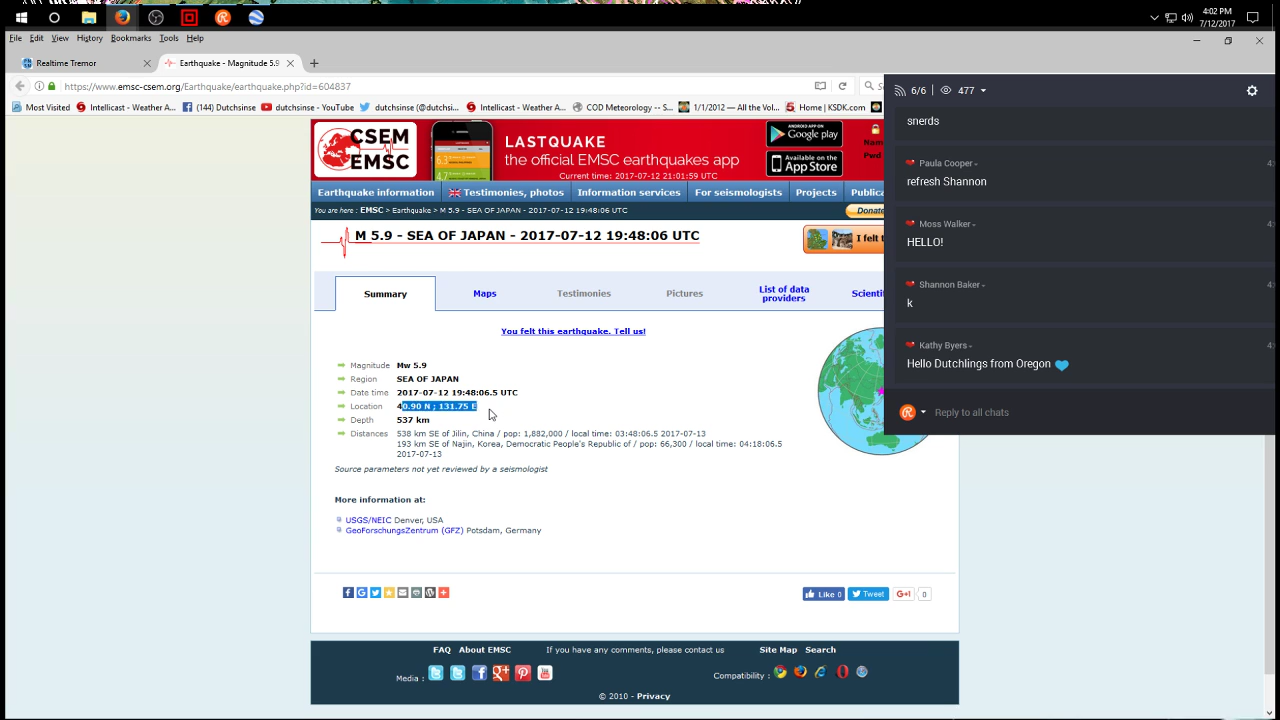 4:02 PM
7/12/2017
File Edit View History Bookmarks Tools Help
Realtime Tremor
Earthquake - Magnitude 5.9
https://www.emsc-csem.org/Earthquake/earthquake.php?id=604837
Most Visited
Intellicast - Weather A...
(144) Dutchsinse
dutchsinse - YouTube
dutchsinse (@dutchsi...
Intellicast - Weather A...
COD Meteorology -- S...
1/1/2012 — All the Vol...
Home | KSDK.com
CSEM
EMSC
LASTQUAKE
the official EMSC earthquakes app
Current time: 2017-07-12 21:01:59 UTC
ANDROID APP ON
Google play
Available on the
App Store
Pwd
Earthquake information
Testimonies, photos
Information services
For seismologists
Projects
You are here : EMSC > Earthquake > M 5.9 - SEA OF JAPAN - 2017-07-12 19:48:06 UTC
Donate
M 5.9 - SEA OF JAPAN - 2017-07-12 19:48:06 UTC
I felt
Summary
Maps
Testimonies
Pictures
List of data
providers
You felt this earthquake. Tell us!
Magnitude Mw 5.9
Region SEA OF JAPAN
Date time 2017-07-12 19:48:06.5 UTC
Location 40.90 N ; 131.75 E
Depth 537 km
Distances 538 km SE of Jilin, China / pop: 1,882,000 / local time: 03:48:06.5 2017-07-13
193 km SE of Najin, Korea, Democratic People's Republic of / pop: 66,300 / local time: 04:18:06.5
2017-07-13
Source parameters not yet reviewed by a seismologist
More information at:
USGS/NEIC Denver, USA
GeoForschungsZentrum (GFZ) Potsdam, Germany
Like 0
Tweet
G+1
0
FAQ About EMSC If you have any comments, please contact us Site Map Search
Media :
Compatibility :
© 2010 - Privacy
6/6 477
snerds
Paula Cooper
refresh Shannon
Moss Walker
HELLO!
Shannon Baker
k
Kathy Byers
Hello Dutchlings from Oregon
Reply to all chats